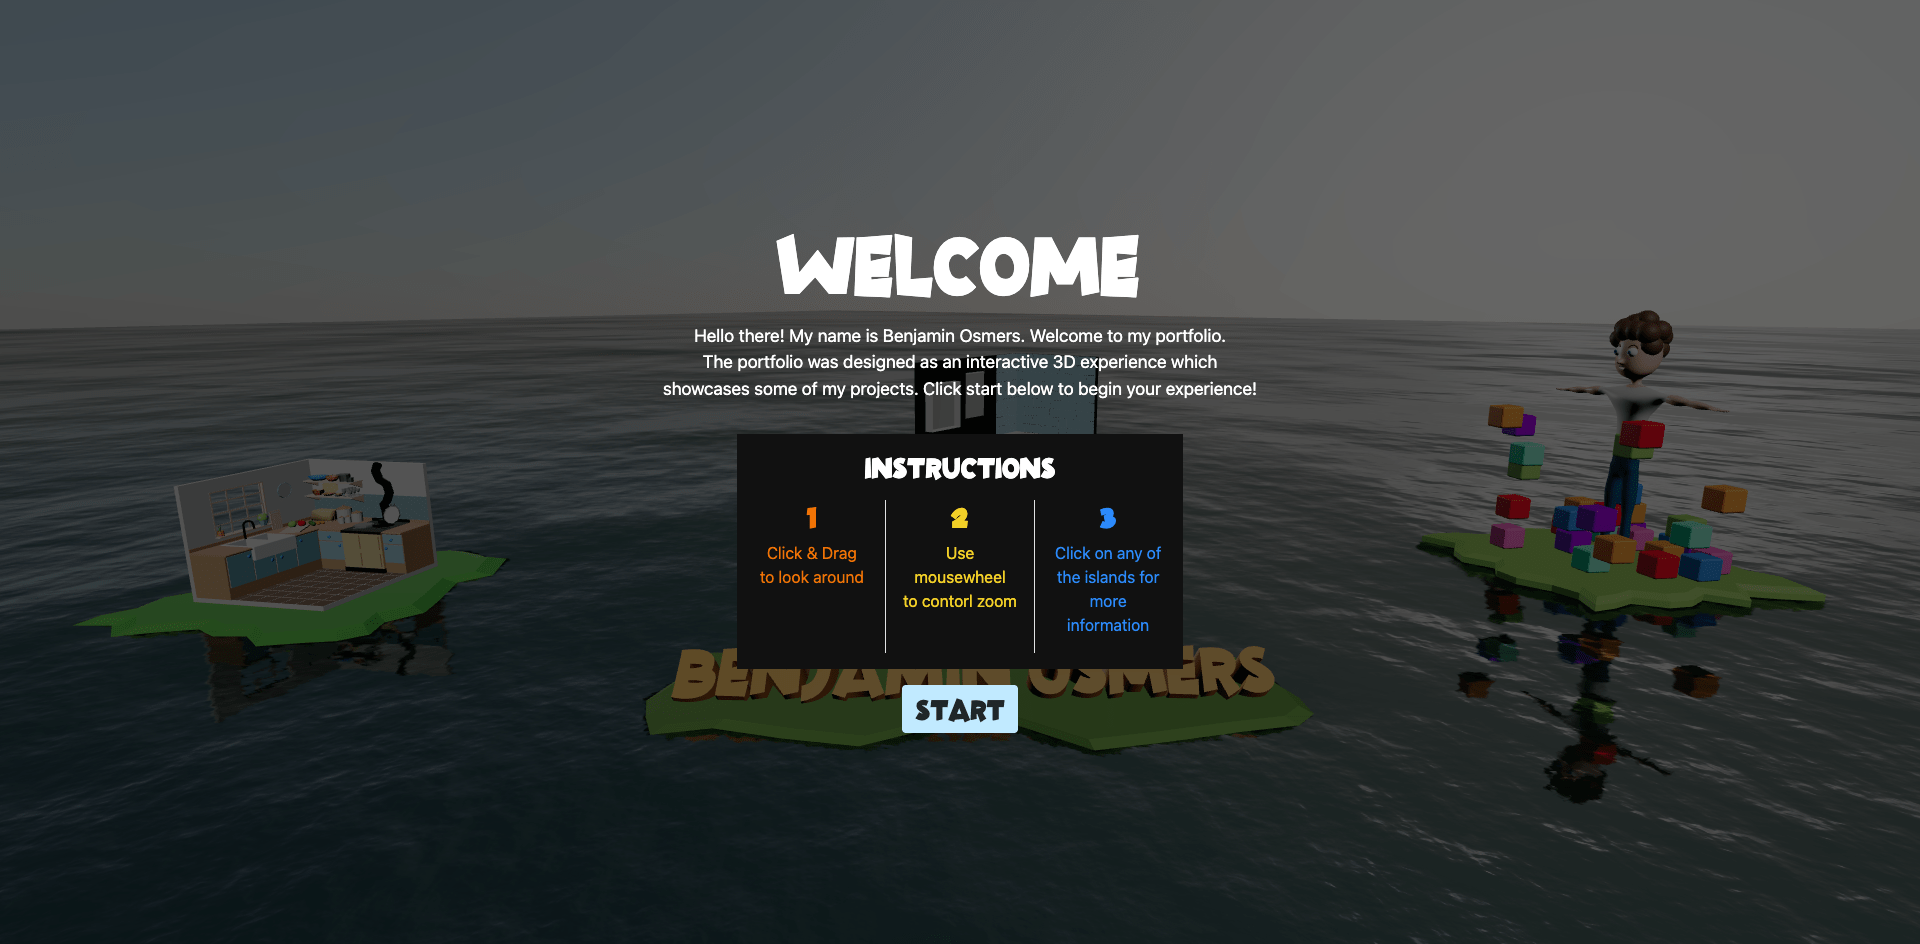 WELCOME
Hello there! My name is Benjamin Osmers. Welcome to my portfolio.
The portfolio was designed as an interactive 3D experience which
showcases some of my projects. Click start below to begin your experience!
INSTRUCTIONS
1
Click & Drag
to look around
2
Use
mousewheel
to contorl zoom
3
Click on any of
the islands for
more
information
BENJAMIN OSMERS
START